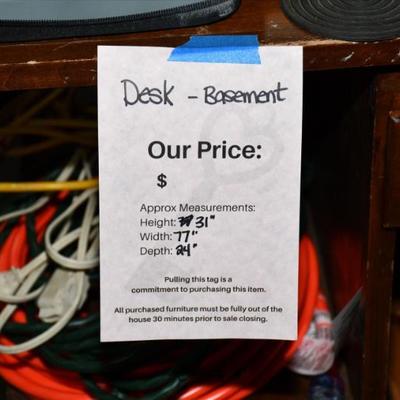 Desk - Basement
Our Price:
$
Approx Measurements:
Height: 31"
Width: 77"
Depth: 24"
Pulling this tag is a
commitment to purchasing this item.
All purchased furniture must be fully out of the
house 30 minutes prior to sale closing.